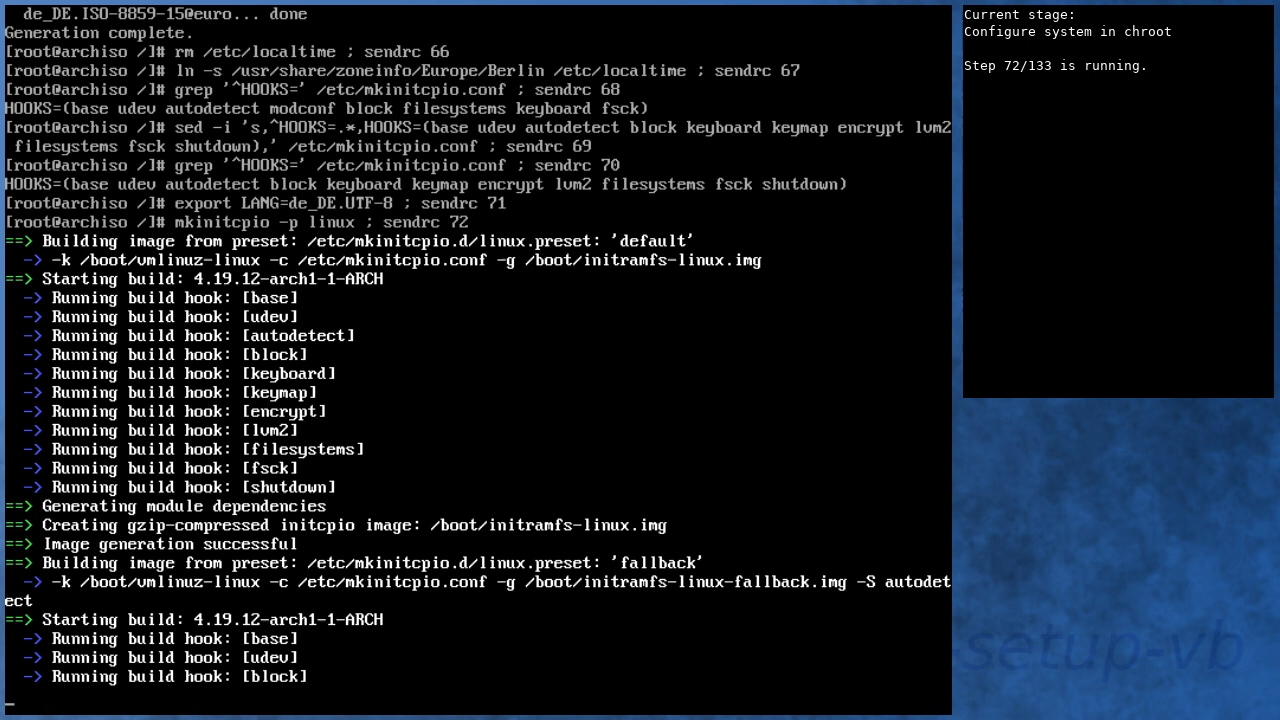 de_DE.ISO-8859-15@euro... done
Generation complete.
[root@archiso /]# rm /etc/localtime ; sendrc 66
[root@archiso /]# ln -s /usr/share/zoneinfo/Europe/Berlin /etc/localtime ; sendrc 67
[root@archiso /]# grep '^HOOKS=' /etc/mkinitcpio.conf ; sendrc 68
HOOKS=(base udev autodetect modconf block filesystems keyboard fsck)
[root@archiso /]# sed -i 's,^HOOKS=.*,HOOKS=(base udev autodetect block keyboard keymap encrypt lvm2
 filesystems fsck shutdown),' /etc/mkinitcpio.conf ; sendrc 69
[root@archiso /]# grep '^HOOKS=' /etc/mkinitcpio.conf ; sendrc 70
HOOKS=(base udev autodetect block keyboard keymap encrypt lvm2 filesystems fsck shutdown)
[root@archiso /]# export LANG=de_DE.UTF-8 ; sendrc 71
[root@archiso /]# mkinitcpio -p linux ; sendrc 72
==> Building image from preset: /etc/mkinitcpio.d/linux.preset: 'default'
  -> -k /boot/vmlinuz-linux -c /etc/mkinitcpio.conf -g /boot/initramfs-linux.img
==> Starting build: 4.19.12-arch1-1-ARCH
  -> Running build hook: [base]
  -> Running build hook: [udev]
  -> Running build hook: [autodetect]
  -> Running build hook: [block]
  -> Running build hook: [keyboard]
  -> Running build hook: [keymap]
  -> Running build hook: [encrypt]
  -> Running build hook: [lvm2]
  -> Running build hook: [filesystems]
  -> Running build hook: [fsck]
  -> Running build hook: [shutdown]
==> Generating module dependencies
==> Creating gzip-compressed initcpio image: /boot/initramfs-linux.img
==> Image generation successful
==> Building image from preset: /etc/mkinitcpio.d/linux.preset: 'fallback'
  -> -k /boot/vmlinuz-linux -c /etc/mkinitcpio.conf -g /boot/initramfs-linux-fallback.img -S autodet
ect
==> Starting build: 4.19.12-arch1-1-ARCH
  -> Running build hook: [base]
  -> Running build hook: [udev]
  -> Running build hook: [block]
_
Current stage:
Configure system in chroot
Step 72/133 is running.
-setup-vb